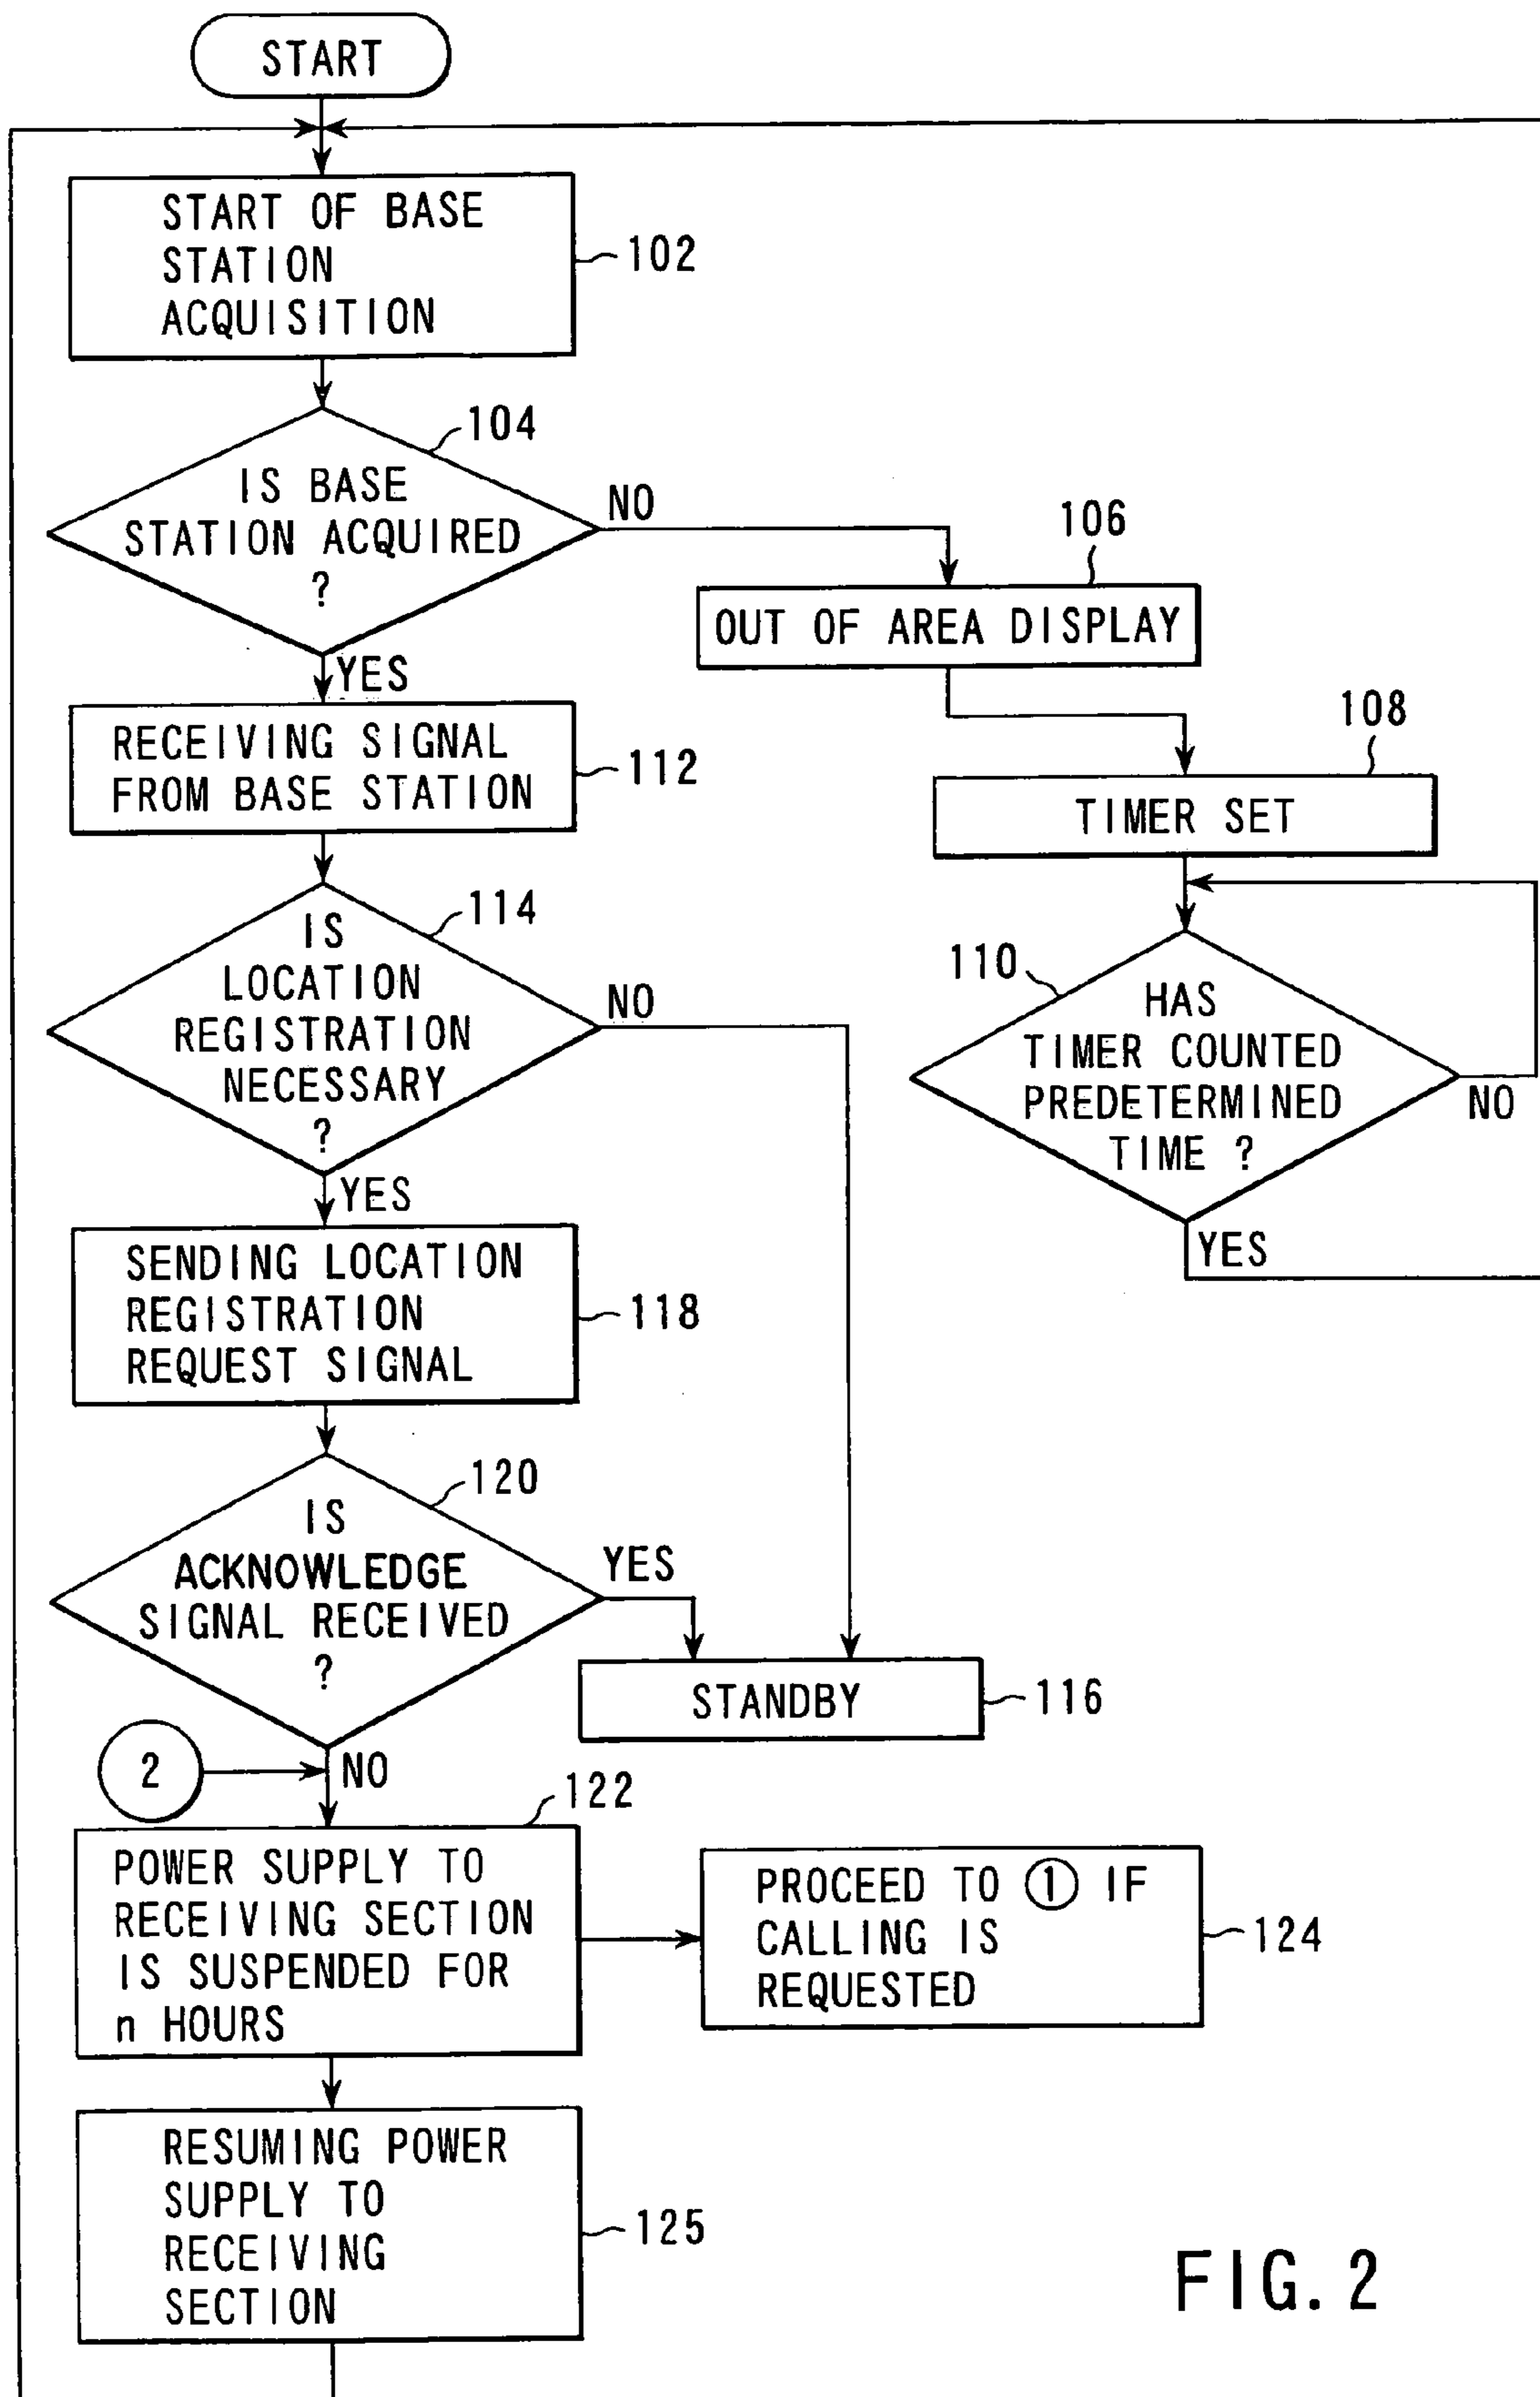 START
START OF BASE
STATION
ACQUISITION
102
104
IS BASE
STATION ACQUIRED
?
NO
YES
106
OUT OF AREA DISPLAY
108
TIMER SET
110
HAS
TIMER COUNTED
PREDETERMINED
TIME ?
NO
YES
RECEIVING SIGNAL
FROM BASE STATION
112
114
IS
LOCATION
REGISTRATION
NECESSARY
?
NO
YES
SENDING LOCATION
REGISTRATION
REQUEST SIGNAL
118
120
IS
ACKNOWLEDGE
SIGNAL RECEIVED
?
YES
STANDBY
116
2
NO
122
POWER SUPPLY TO
RECEIVING SECTION
IS SUSPENDED FOR
n HOURS
PROCEED TO ① IF
CALLING IS
REQUESTED
124
RESUMING POWER
SUPPLY TO
RECEIVING
SECTION
125
FIG. 2